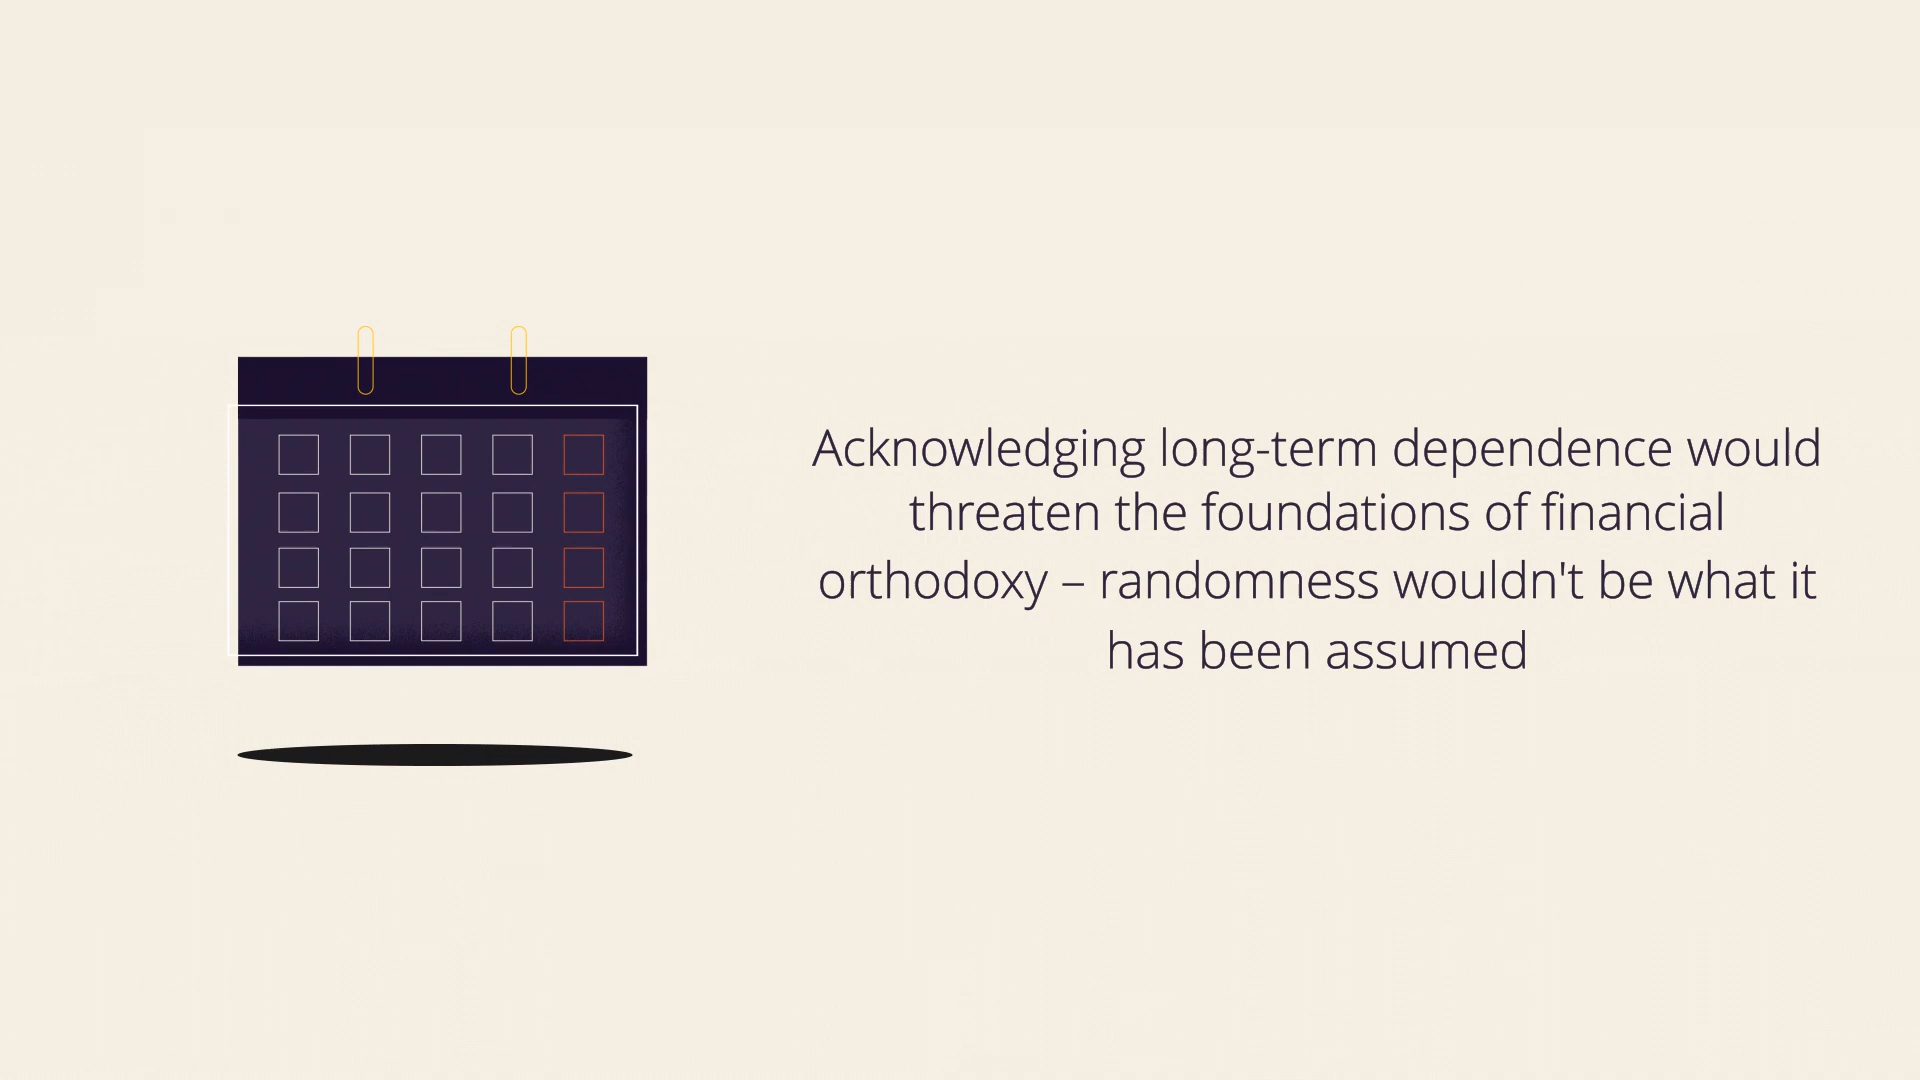 Acknowledging long-term dependence would
threaten the foundations of financial
orthodoxy – randomness wouldn't be what it
has been assumed